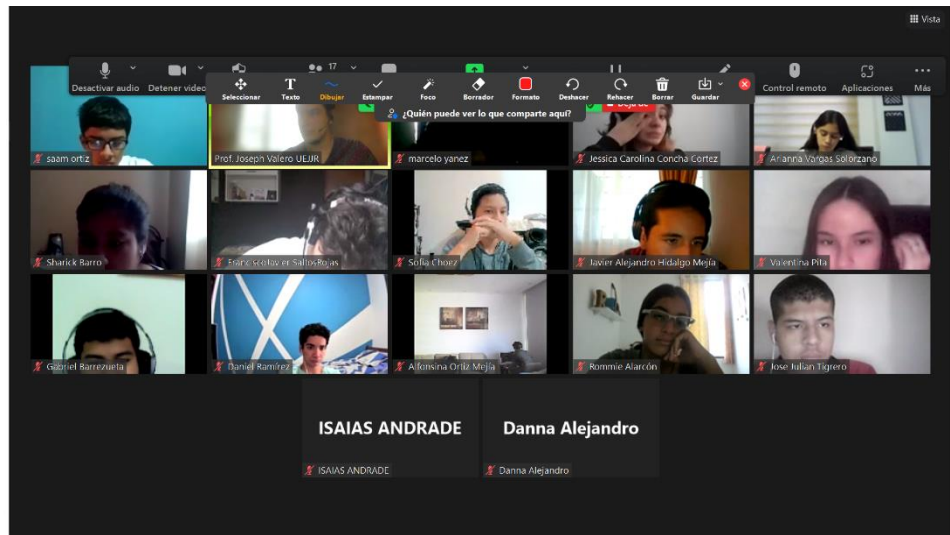 Vista
17
Desactivar audio Detener video Control remoto Aplicaciones Más
Seleccionar Texto Dibujar Estampar Foco Borrador Formato Deshacer Rehacer Borrar Guardar
¿Quién puede ver lo que comparte aquí?
saam ortiz Prof. Joseph Valero UEJJR marcelo yanez Jessica Carolina Concha Cortez Arianna Vargas Solorzano
Sharick Barro Francisco Javier SaltosRojas Sofia Choez Javier Alejandro Hidalgo Mejía Valentina Pita
Gabriel Barrezueta Daniel Ramírez Alfonsina Ortiz Mejía Rommie Alarcón Jose Julian Tigrero
ISAIAS ANDRADE Danna Alejandro
ISAIAS ANDRADE Danna Alejandro